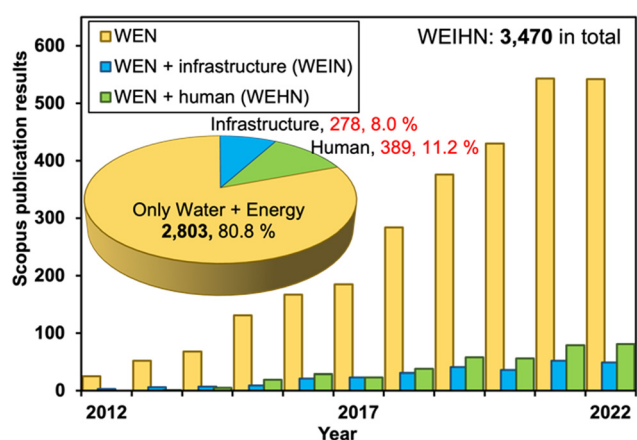 WEIHN: 3,470 in total
WEN
WEN + infrastructure (WEIN)
WEN + human (WEHN)
Infrastructure, 278, 8.0 %
Human, 389, 11.2 %
Only Water + Energy
2,803, 80.8 %
Scopus publication results
600
500
400
300
200
100
0
2012
2017
2022
Year